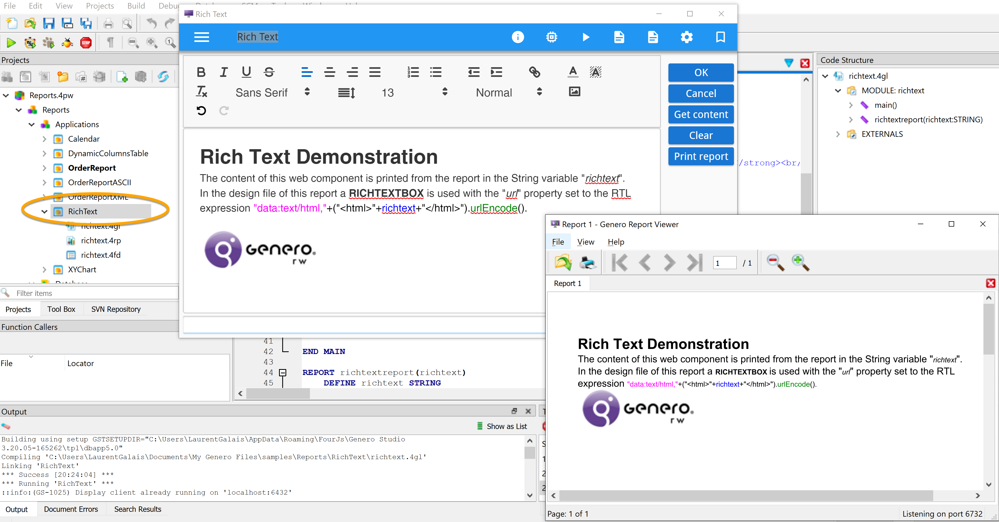 File Edit View Projects Build
Projects
Reports.4pw
Reports
Applications
Calendar
DynamicColumnsTable
OrderReport
OrderReportASCII
OrderReportXML
RichText
richtext.4gl
richtext.4rp
richtext.4fd
XYChart
Filter items
Projects Tool Box SVN Repository
Function Callers
File Locator
Rich Text
Rich Text
Sans Serif 13 Normal
OK
Cancel
Get content
Clear
Print report
Rich Text Demonstration
The content of this web component is printed from the report in the String variable "richtext".
In the design file of this report a RICHTEXTBOX is used with the "url" property set to the RTL
expression "data:text/html,"+("<html>"+richtext+"</html>").urlEncode().
Genero.
rw
/strong><br/
Code Structure
richtext.4gl
MODULE: richtext
main()
richtextreport(richtext:STRING)
EXTERNALS
41
42 END MAIN
43
44 REPORT richtextreport(richtext)
45 DEFINE richtext STRING
Output
Show as List
Building using setup GSTSETUPDIR="C:\Users\LaurentGalais\AppData\Roaming\FourJs\Genero Studio
3.20.05-165262\tpl\dbapp5.0"
Compiling 'C:\Users\LaurentGalais\Documents\My Genero Files\samples\Reports\RichText\richtext.4gl'
Linking 'RichText'
*** Success [20:24:04] ***
*** Running 'RichText' ***
::info:(GS-1025) Display client already running on 'localhost:6432'
Output Document Errors Search Results
Report 1 - Genero Report Viewer
File View Help
1 / 1
Report 1
Rich Text Demonstration
The content of this web component is printed from the report in the String variable "richtext".
In the design file of this report a RICHTEXTBOX is used with the "url" property set to the RTL
expression "data:text/html,"+("<html>"+richtext+"</html>").urlEncode().
Genero.
rw
Page: 1 of 1
Listening on port 6732